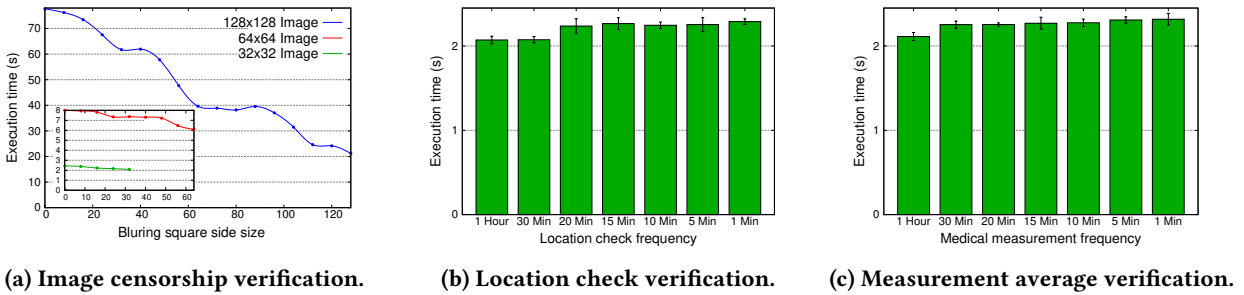 128x128 Image
64x64 Image
32x32 Image
Execution time (s)
70
60
50
40
30
20
10
0
8
7
6
5
4
3
2
1
0
0 10 20 30 40 50 60
0 20 40 60 80 100 120
Bluring square side size
(a) Image censorship verification.
Execution time (s)
2
1
0
1 Hour 30 Min 20 Min 15 Min 10 Min 5 Min 1 Min
Location check frequency
(b) Location check verification.
Execution time (s)
2
1
0
1 Hour 30 Min 20 Min 15 Min 10 Min 5 Min 1 Min
Medical measurement frequency
(c) Measurement average verification.